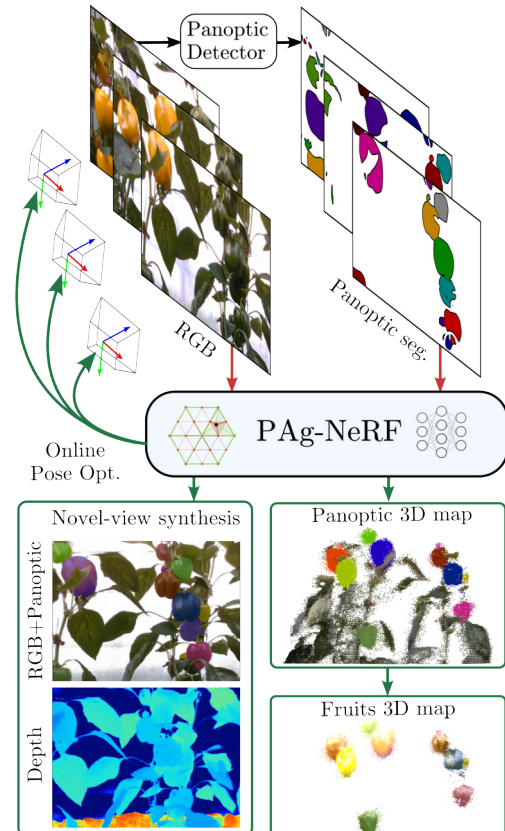 Panoptic
Detector
RGB
Panoptic seg.
PAg-NeRF
Online
Pose Opt.
Novel-view synthesis
RGB+Panoptic
Depth
Panoptic 3D map
Fruits 3D map